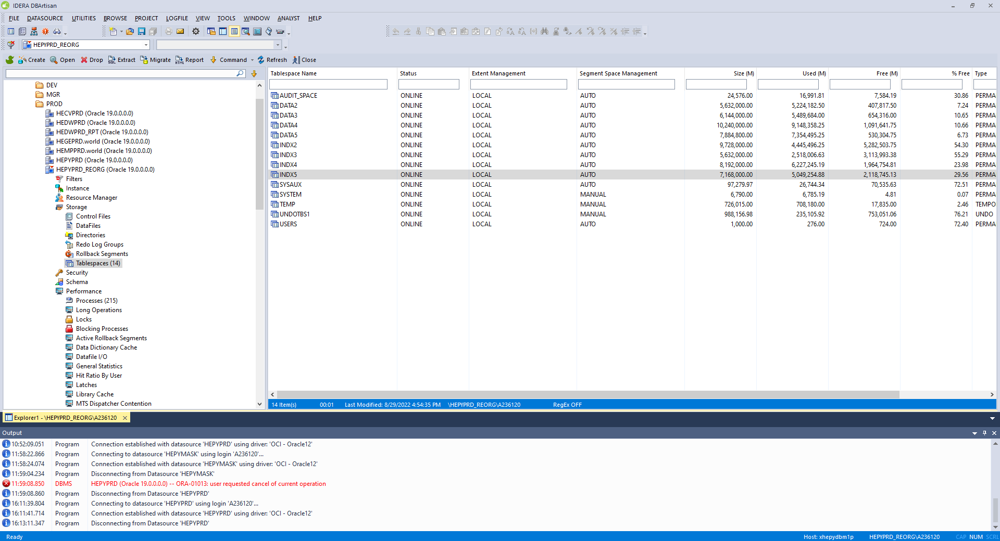 IDERA DBArtisan
FILE DATASOURCE UTILITIES BROWSE PROJECT LOGFILE VIEW TOOLS WINDOW ANALYST HELP
HEPYPRD_REORG
Create Open Drop Extract Migrate Report Command Refresh Close
DEV
MGR
PROD
HECVPRD (Oracle 19.0.0.0.0)
HEDWPRD (Oracle 19.0.0.0.0)
HEDWPRD_RPT (Oracle 19.0.0.0.0)
HEGEPRD.world (Oracle 19.0.0.0.0)
HEMPPRD.world (Oracle 19.0.0.0.0)
HEPYPRD (Oracle 19.0.0.0.0)
HEPYPRD_REORG (Oracle 19.0.0.0.0)
Filters
Instance
Resource Manager
Storage
Control Files
DataFiles
Directories
Redo Log Groups
Rollback Segments
Tablespaces (14)
Security
Schema
Performance
Processes (215)
Long Operations
Locks
Blocking Processes
Active Rollback Segments
Data Dictionary Cache
Datafile I/O
General Statistics
Hit Ratio By User
Latches
Library Cache
MTS Dispatcher Contention
Tablespace Name Status Extent Management Segment Space Management Size (M) Used (M) Free (M) % Free Type
AUDIT_SPACE ONLINE LOCAL AUTO 24,576.00 16,991.81 7,584.19 30.86 PERMA
DATA2 ONLINE LOCAL AUTO 5,632,000.00 5,224,182.50 407,817.50 7.24 PERMA
DATA3 ONLINE LOCAL AUTO 6,144,000.00 5,489,684.00 654,316.00 10.65 PERMA
DATA4 ONLINE LOCAL AUTO 10,240,000.00 9,148,358.25 1,091,641.75 10.66 PERMA
DATA5 ONLINE LOCAL AUTO 7,884,800.00 7,354,495.25 530,304.75 6.73 PERMA
INDX2 ONLINE LOCAL AUTO 9,728,000.00 4,445,496.25 5,282,503.75 54.30 PERMA
INDX3 ONLINE LOCAL AUTO 5,632,000.00 2,518,006.63 3,113,993.38 55.29 PERMA
INDX4 ONLINE LOCAL AUTO 8,192,000.00 6,227,245.19 1,964,754.81 23.98 PERMA
INDX5 ONLINE LOCAL AUTO 7,168,000.00 5,049,254.88 2,118,745.13 29.56 PERMA
SYSAUX ONLINE LOCAL AUTO 97,279.97 26,744.34 70,535.63 72.51 PERMA
SYSTEM ONLINE LOCAL MANUAL 6,790.00 6,785.19 4.81 0.07 PERMA
TEMP ONLINE LOCAL MANUAL 726,015.00 708,180.00 17,835.00 2.46 TEMPO
UNDOTBS1 ONLINE LOCAL MANUAL 988,156.98 235,105.92 753,051.06 76.21 UNDO
USERS ONLINE LOCAL AUTO 1,000.00 276.00 724.00 72.40 PERMA
14 Item(s) 00:01 Last Modified: 8/29/2022 4:54:35 PM \HEPYPRD_REORG\A236120 RegEx OFF
Explorer1 - \HEPYPRD_REORG\A236120
Output
10:52:09.051 Program Connection established with datasource 'HEPYPRD' using driver: 'OCI - Oracle12'
11:58:22.866 Program Connecting to datasource 'HEPYMASK' using login 'A236120'...
11:58:24.074 Program Connection established with datasource 'HEPYMASK' using driver: 'OCI - Oracle12'
11:59:04.234 Program Disconnecting from Datasource 'HEPYMASK'
11:59:08.850 DBMS HEPYPRD (Oracle 19.0.0.0.0) -- ORA-01013: user requested cancel of current operation
11:59:08.860 Program Disconnecting from Datasource 'HEPYPRD'
16:11:39.804 Program Connecting to datasource 'HEPYPRD' using login 'A236120'...
16:11:41.714 Program Connection established with datasource 'HEPYPRD' using driver: 'OCI - Oracle12'
16:13:11.347 Program Disconnecting from Datasource 'HEPYPRD'
Ready Host: xhepydbm1p HEPYPRD_REORG\A236120 CAP NUM SCRL